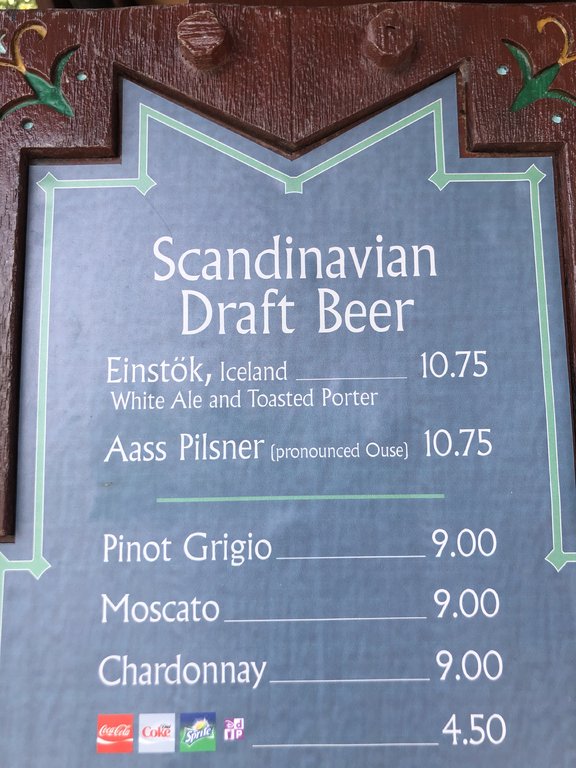 Scandinavian
Draft Beer
Einstök, Iceland 10.75
White Ale and Toasted Porter
Aass Pilsner (pronounced Ouse) 10.75
Pinot Grigio 9.00
Moscato 9.00
Chardonnay 9.00
Coca-Cola Diet Coke Sprite 4.50